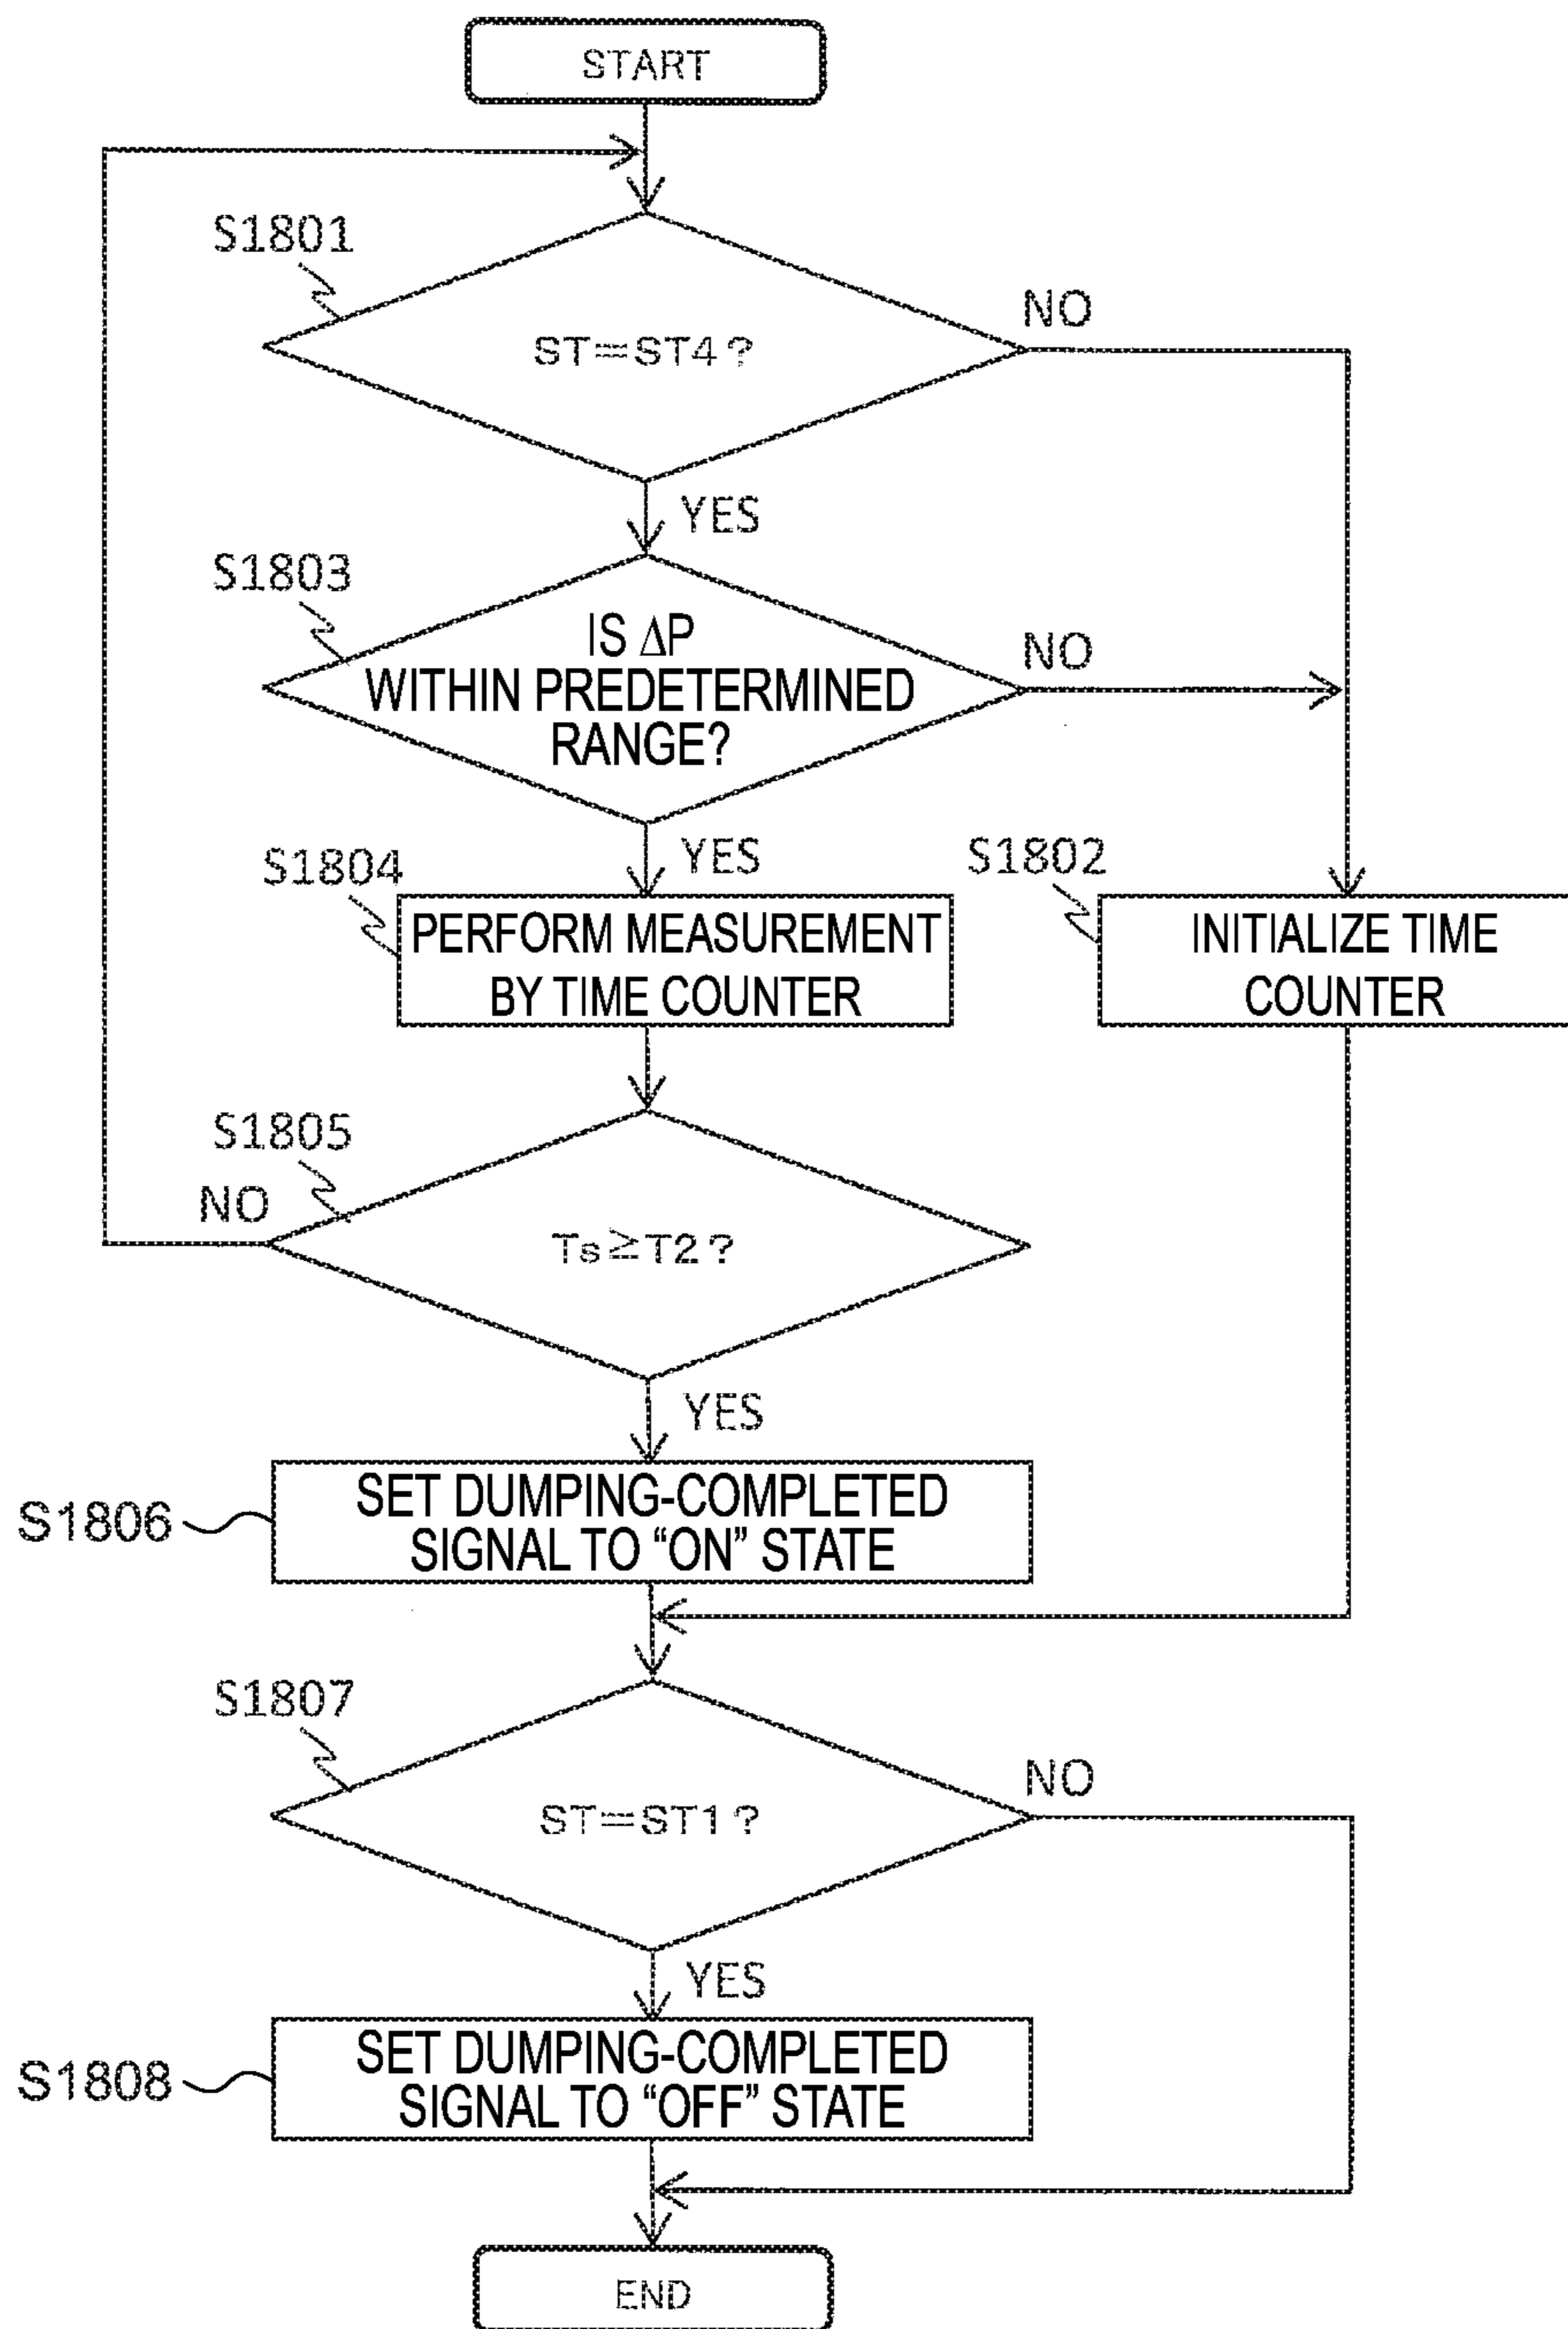 START
S1801
NO
ST=ST4?
YES
S1803
IS ΔP
WITHIN PREDETERMINED
RANGE?
NO
YES
S1804
PERFORM MEASUREMENT
BY TIME COUNTER
S1802
INITIALIZE TIME
COUNTER
S1805
NO
Ts≧T2?
YES
S1806
SET DUMPING-COMPLETED
SIGNAL TO “ON” STATE
S1807
NO
ST=ST1?
YES
S1808
SET DUMPING-COMPLETED
SIGNAL TO “OFF” STATE
END